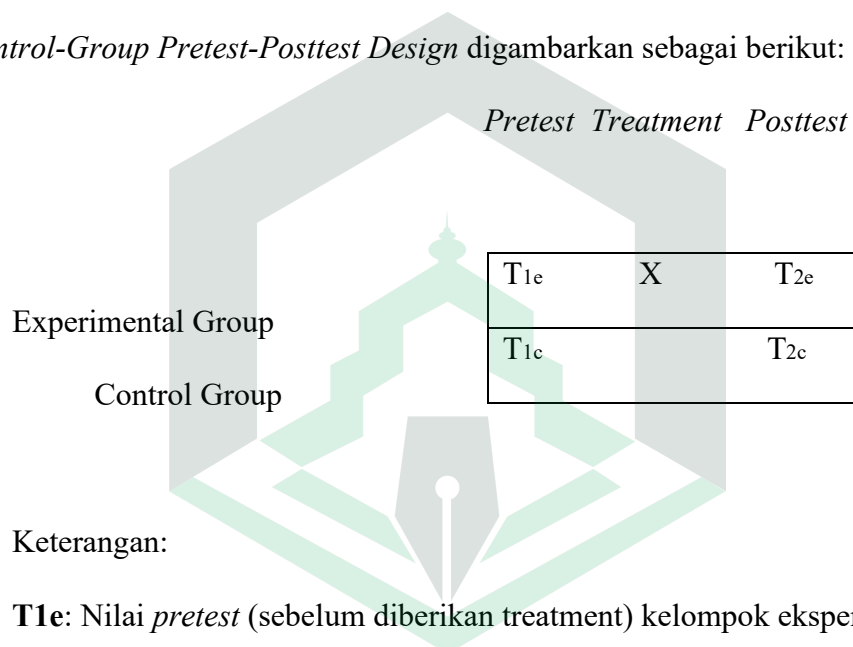 ntrol-Group Pretest-Posttest Design digambarkan sebagai berikut:
Pretest Treatment Posttest
T1e X T2e
Experimental Group
T1c T2c
Control Group
Keterangan:
T1e: Nilai pretest (sebelum diberikan treatment) kelompok eksper